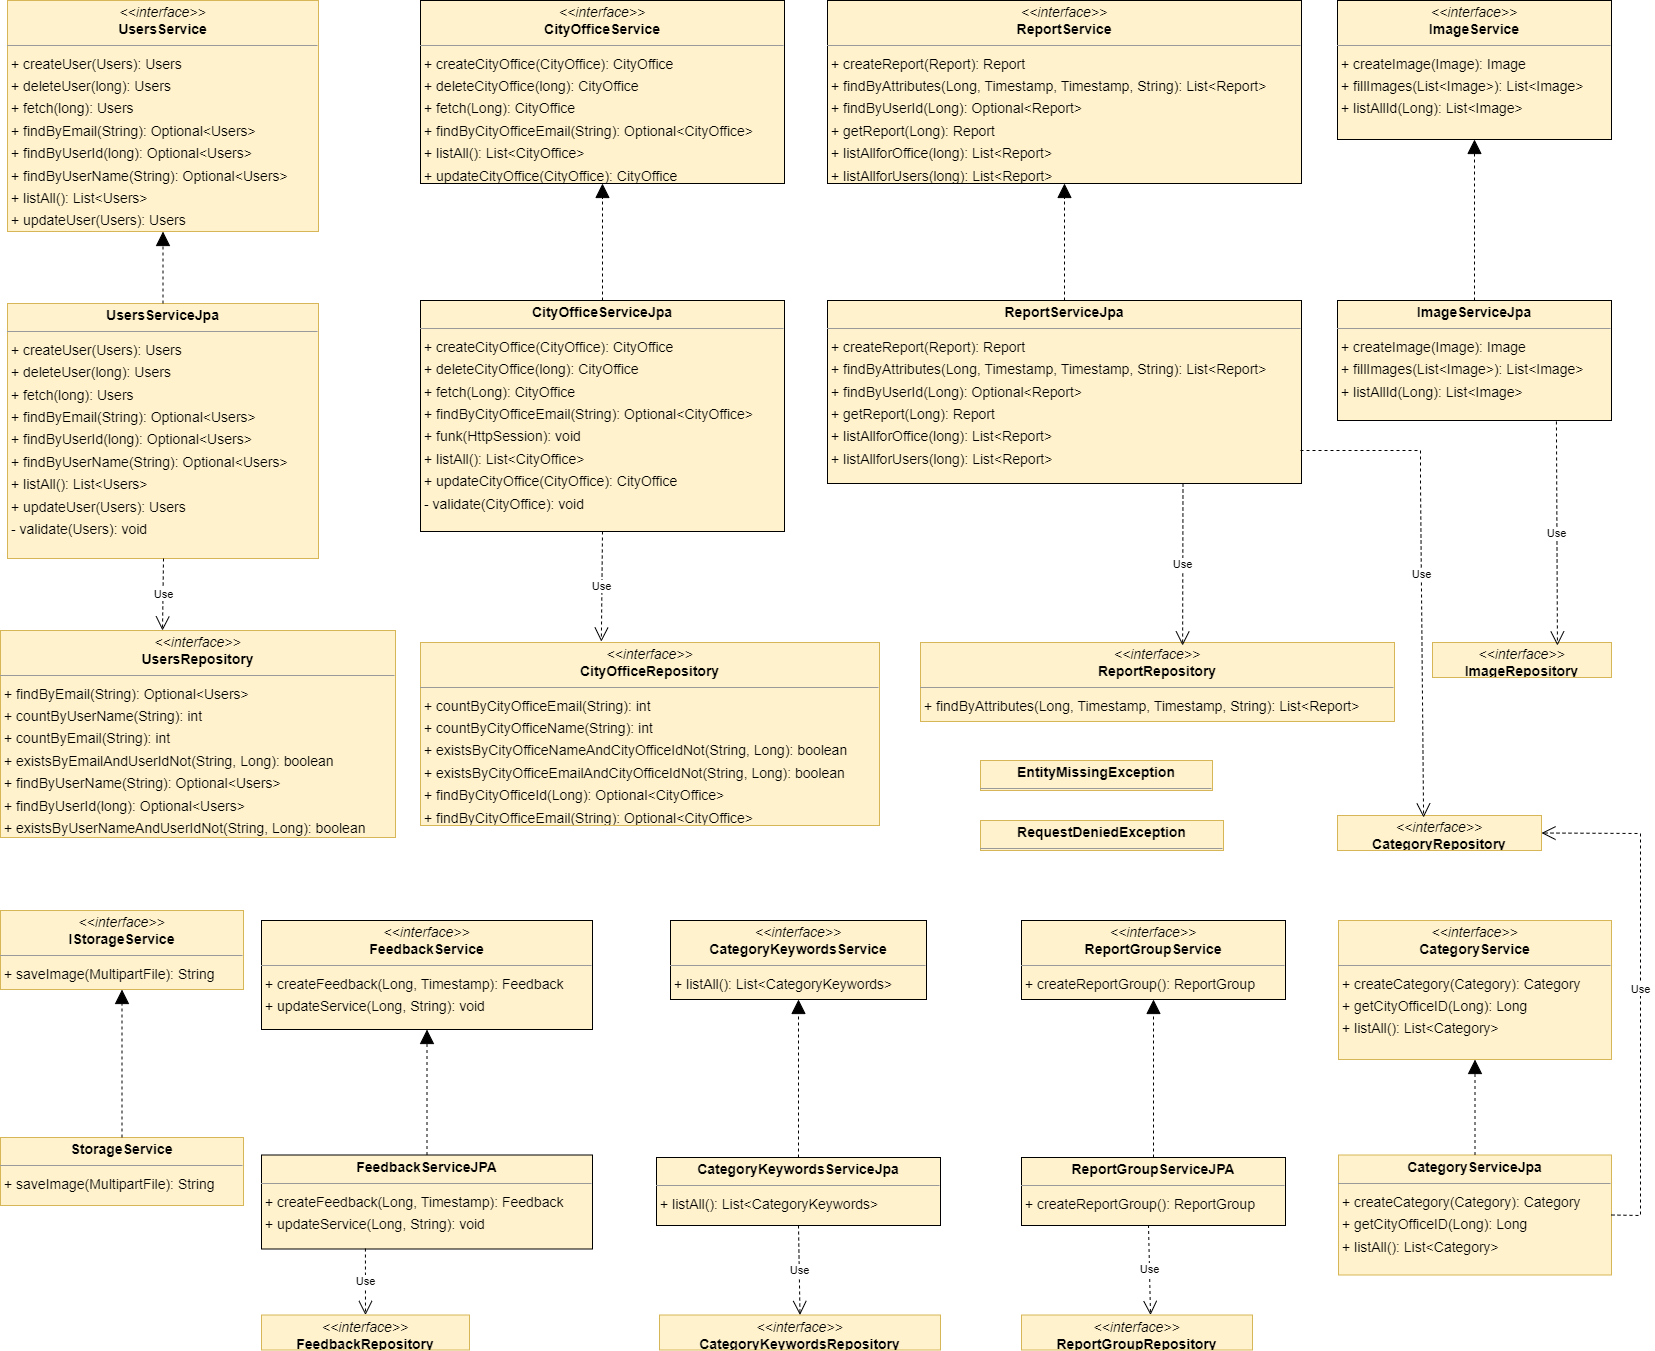 <<interface>>
UsersService
+ createUser(Users): Users
+ deleteUser(long): Users
+ fetch(long): Users
+ findByEmail(String): Optional<Users>
+ findByUserId(long): Optional<Users>
+ findByUserName(String): Optional<Users>
+ listAll(): List<Users>
+ updateUser(Users): Users
<<interface>>
CityOfficeService
+ createCityOffice(CityOffice): CityOffice
+ deleteCityOffice(long): CityOffice
+ fetch(Long): CityOffice
+ findByCityOfficeEmail(String): Optional<CityOffice>
+ listAll(): List<CityOffice>
+ updateCityOffice(CityOffice): CityOffice
<<interface>>
ReportService
+ createReport(Report): Report
+ findByAttributes(Long, Timestamp, Timestamp, String): List<Report>
+ findByUserId(Long): Optional<Report>
+ getReport(Long): Report
+ listAllforOffice(long): List<Report>
+ listAllforUsers(long): List<Report>
<<interface>>
ImageService
+ createImage(Image): Image
+ fillImages(List<Image>): List<Image>
+ listAllId(Long): List<Image>
UsersServiceJpa
+ createUser(Users): Users
+ deleteUser(long): Users
+ fetch(long): Users
+ findByEmail(String): Optional<Users>
+ findByUserId(long): Optional<Users>
+ findByUserName(String): Optional<Users>
+ listAll(): List<Users>
+ updateUser(Users): Users
- validate(Users): void
CityOfficeServiceJpa
+ createCityOffice(CityOffice): CityOffice
+ deleteCityOffice(long): CityOffice
+ fetch(Long): CityOffice
+ findByCityOfficeEmail(String): Optional<CityOffice>
+ funk(HttpSession): void
+ listAll(): List<CityOffice>
+ updateCityOffice(CityOffice): CityOffice
- validate(CityOffice): void
ReportServiceJpa
+ createReport(Report): Report
+ findByAttributes(Long, Timestamp, Timestamp, String): List<Report>
+ findByUserId(Long): Optional<Report>
+ getReport(Long): Report
+ listAllforOffice(long): List<Report>
+ listAllforUsers(long): List<Report>
ImageServiceJpa
+ createImage(Image): Image
+ fillImages(List<Image>): List<Image>
+ listAllId(Long): List<Image>
Use
Use
Use
Use
Use
<<interface>>
UsersRepository
+ findByEmail(String): Optional<Users>
+ countByUserName(String): int
+ countByEmail(String): int
+ existsByEmailAndUserIdNot(String, Long): boolean
+ findByUserName(String): Optional<Users>
+ findByUserId(long): Optional<Users>
+ existsByUserNameAndUserIdNot(String, Long): boolean
<<interface>>
CityOfficeRepository
+ countByCityOfficeEmail(String): int
+ countByCityOfficeName(String): int
+ existsByCityOfficeNameAndCityOfficeIdNot(String, Long): boolean
+ existsByCityOfficeEmailAndCityOfficeIdNot(String, Long): boolean
+ findByCityOfficeId(Long): Optional<CityOffice>
+ findByCityOfficeEmail(String): Optional<CityOffice>
<<interface>>
ReportRepository
+ findByAttributes(Long, Timestamp, Timestamp, String): List<Report>
<<interface>>
ImageRepository
EntityMissingException
RequestDeniedException
<<interface>>
CategoryRepository
<<interface>>
IStorageService
+ saveImage(MultipartFile): String
<<interface>>
FeedbackService
+ createFeedback(Long, Timestamp): Feedback
+ updateService(Long, String): void
<<interface>>
CategoryKeywordsService
+ listAll(): List<CategoryKeywords>
<<interface>>
ReportGroupService
+ createReportGroup(): ReportGroup
<<interface>>
CategoryService
+ createCategory(Category): Category
+ getCityOfficeID(Long): Long
+ listAll(): List<Category>
Use
StorageService
+ saveImage(MultipartFile): String
FeedbackServiceJPA
+ createFeedback(Long, Timestamp): Feedback
+ updateService(Long, String): void
CategoryKeywordsServiceJpa
+ listAll(): List<CategoryKeywords>
ReportGroupServiceJPA
+ createReportGroup(): ReportGroup
CategoryServiceJpa
+ createCategory(Category): Category
+ getCityOfficeID(Long): Long
+ listAll(): List<Category>
Use
Use
Use
<<interface>>
FeedbackRepository
<<interface>>
CategoryKeywordsRepository
<<interface>>
ReportGroupRepository